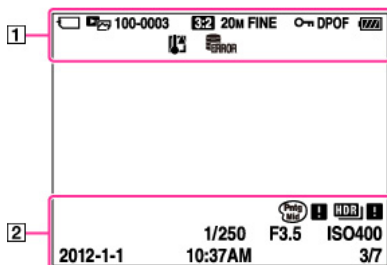 1
100-0003 3:2 20M FINE DPOF
ERROR
2
Pntg Mid ! HDR !
1/250 F3.5 ISO400
2012-1-1 10:37AM 3/7